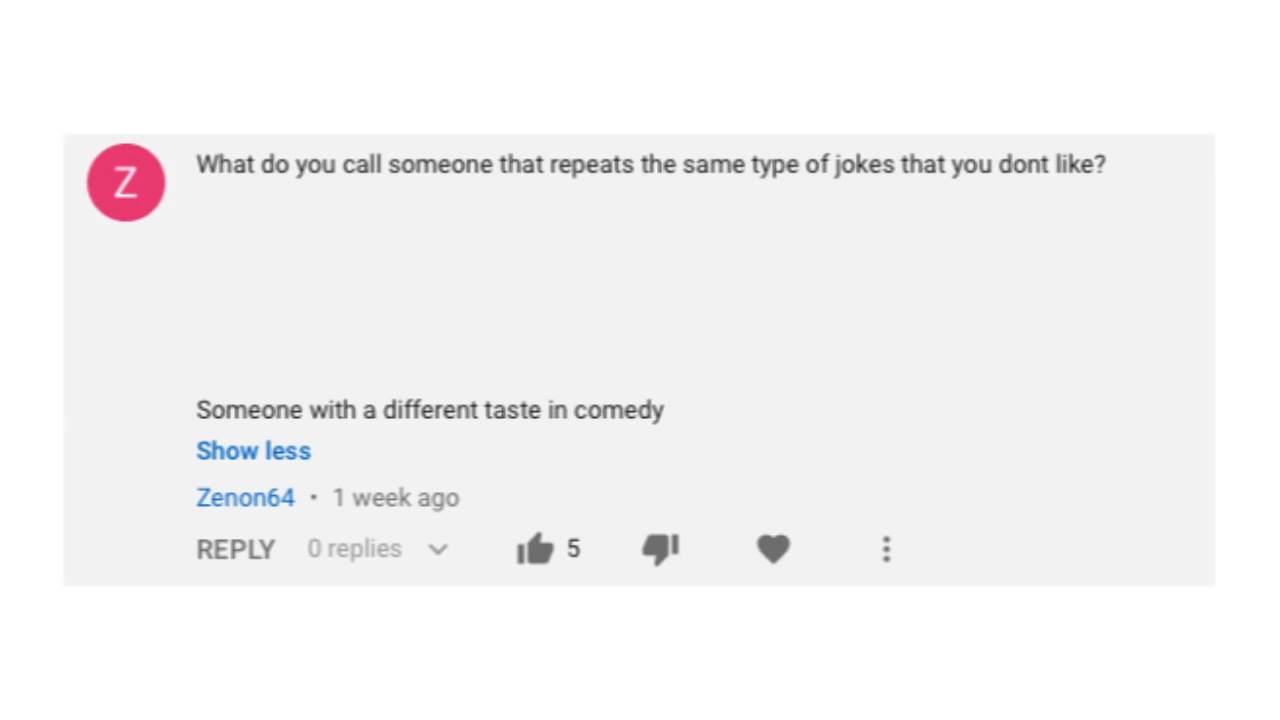 Z
What do you call someone that repeats the same type of jokes that you dont like?
Someone with a different taste in comedy
Show less
Zenon64 • 1 week ago
REPLY 0 replies 5